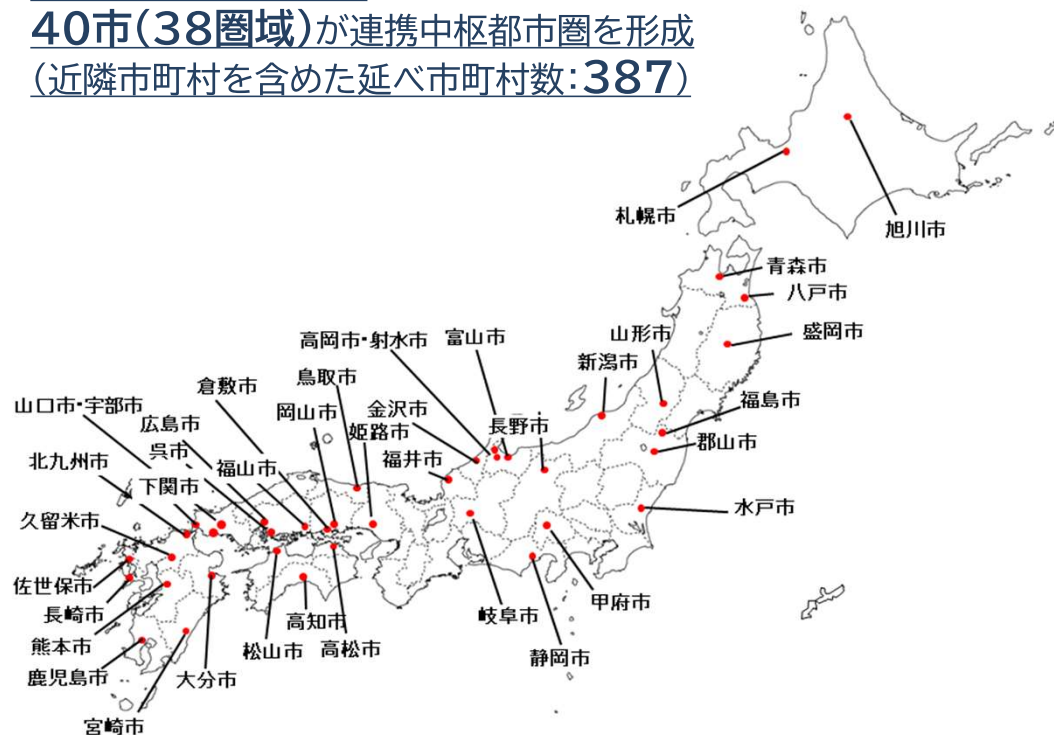 40市(38圏域)が連携中枢都市圏を形成
(近隣市町村を含めた延べ市町村数:387)
札幌市
旭川市
青森市
八戸市
盛岡市
山形市
新潟市
福島市
郡山市
水戸市
高岡市・射水市
富山市
長野市
鳥取市
倉敷市
岡山市
金沢市
姫路市
福井市
山口市・宇部市
広島市
呉市
福山市
北九州市
下関市
久留米市
佐世保市
長崎市
熊本市
鹿児島市
宮崎市
大分市
松山市
高知市
高松市
岐阜市
静岡市
甲府市